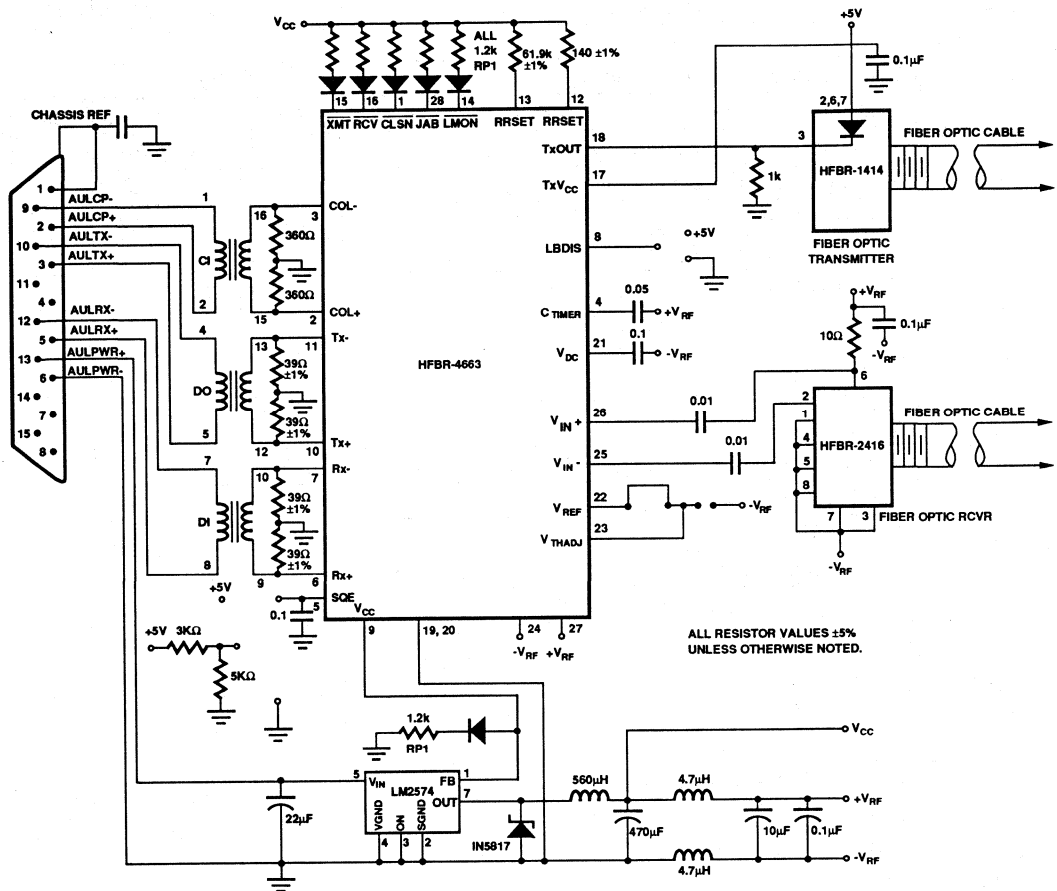 V CC
ALL
1.2k
RP1
61.9k
±1%
140 ±1%
+5V
0.1µF
15 16 1 28 14 13 12
XMT RCV CLSN JAB LMON RRSET RRSET
CHASSIS REF
1
9
2
10
3
11
4
12
5
13
6
14
7
15
8
AULCP-
AULCP+
AULTX-
AULTX+
AULRX-
AULRX+
AULPWR+
AULPWR-
1
CI
2
16
360Ω
360Ω
15
3
COL-
COL+
2
4
DO
5
13
39Ω
±1%
39Ω
±1%
12
Tx-
11
Tx+
10
7
DI
8
10
39Ω
±1%
39Ω
±1%
9
Rx-
7
Rx+
6
SQE
5
+5V
0.1
+5V
3KΩ
5KΩ
HFBR-4663
TxOUT
18
TxVCC
17
LBDIS
8
+5V
C TIMER
4
0.05
+VRF
VDC
21
0.1
-VRF
VIN +
26
0.01
VIN -
25
0.01
VREF
22
-VRF
VTHADJ
23
1k
2,6,7
3
HFBR-1414
FIBER OPTIC CABLE
FIBER OPTIC
TRANSMITTER
+VRF
10Ω
0.1µF
-VRF
6
2
1
4
5
8
HFBR-2416
FIBER OPTIC CABLE
7 3
FIBER OPTIC RCVR
-VRF
VCC
9
19, 20
24
-VRF
27
+VRF
ALL RESISTOR VALUES ±5%
UNLESS OTHERWISE NOTED.
1.2k
RP1
5
VIN
FB
1
LM2574
OUT
7
VGND
ON
SGND
4 3 2
22µF
IN5817
560µH
470µF
4.7µH
4.7µH
10µF
0.1µF
VCC
+VRF
-VRF